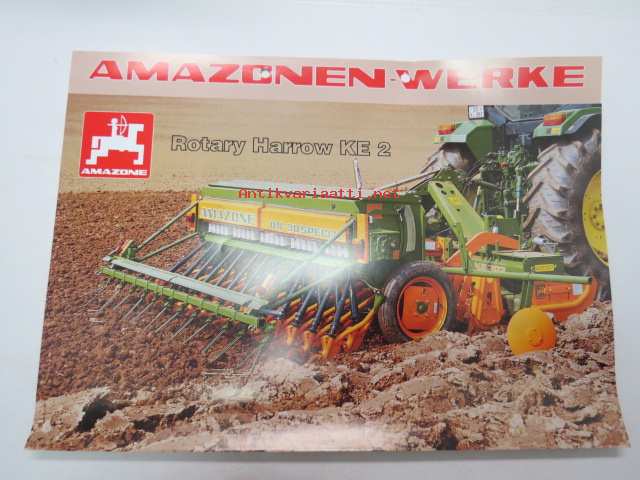 AMAZONEN-WERKE
AMAZONE
Rotary Harrow KE 2
Antikvariaatti.net
AMAZONE